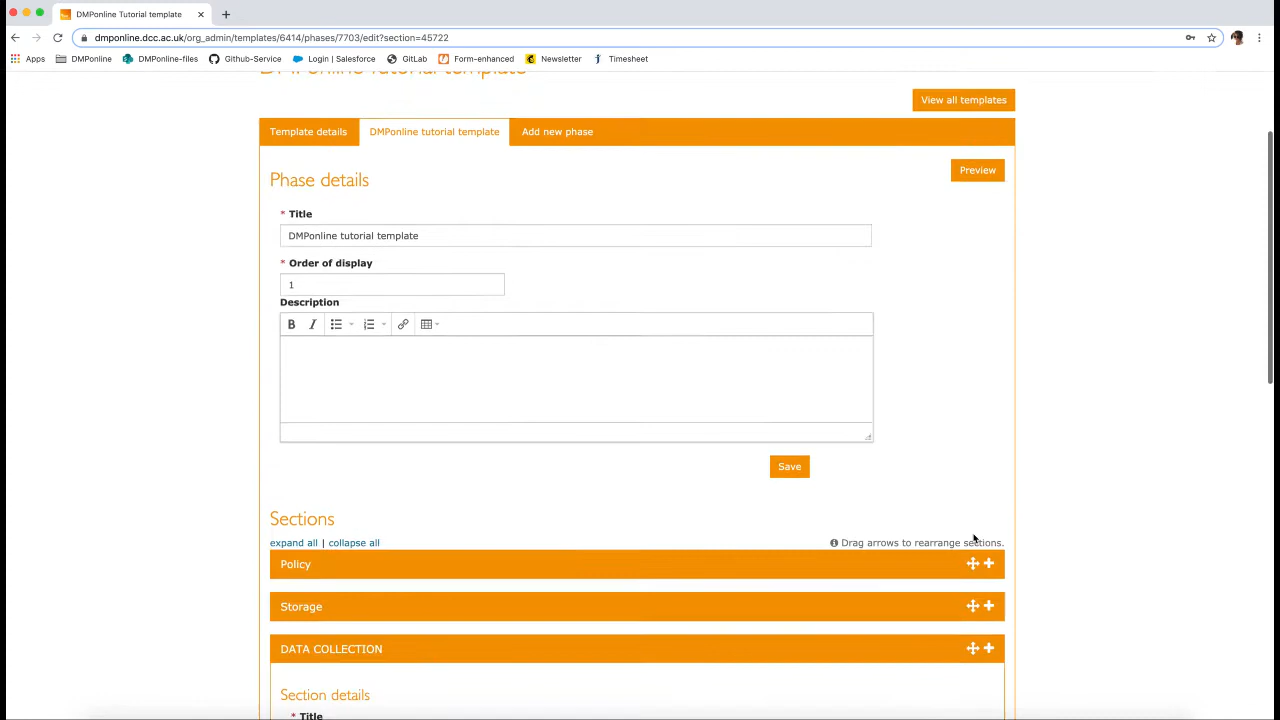 DMPonline Tutorial template
dmponline.dcc.ac.uk/org_admin/templates/6414/phases/7703/edit?section=45722
Apps DMPonline DMPonline-files Github-Service Login | Salesforce GitLab Form-enhanced Newsletter Timesheet
DMPonline tutorial template
View all templates
Template details DMPonline tutorial template Add new phase
Preview
Phase details
* Title
DMPonline tutorial template
* Order of display
1
Description
B I
Save
Sections
expand all | collapse all Drag arrows to rearrange sections.
Policy
Storage
DATA COLLECTION
Section details
* Title